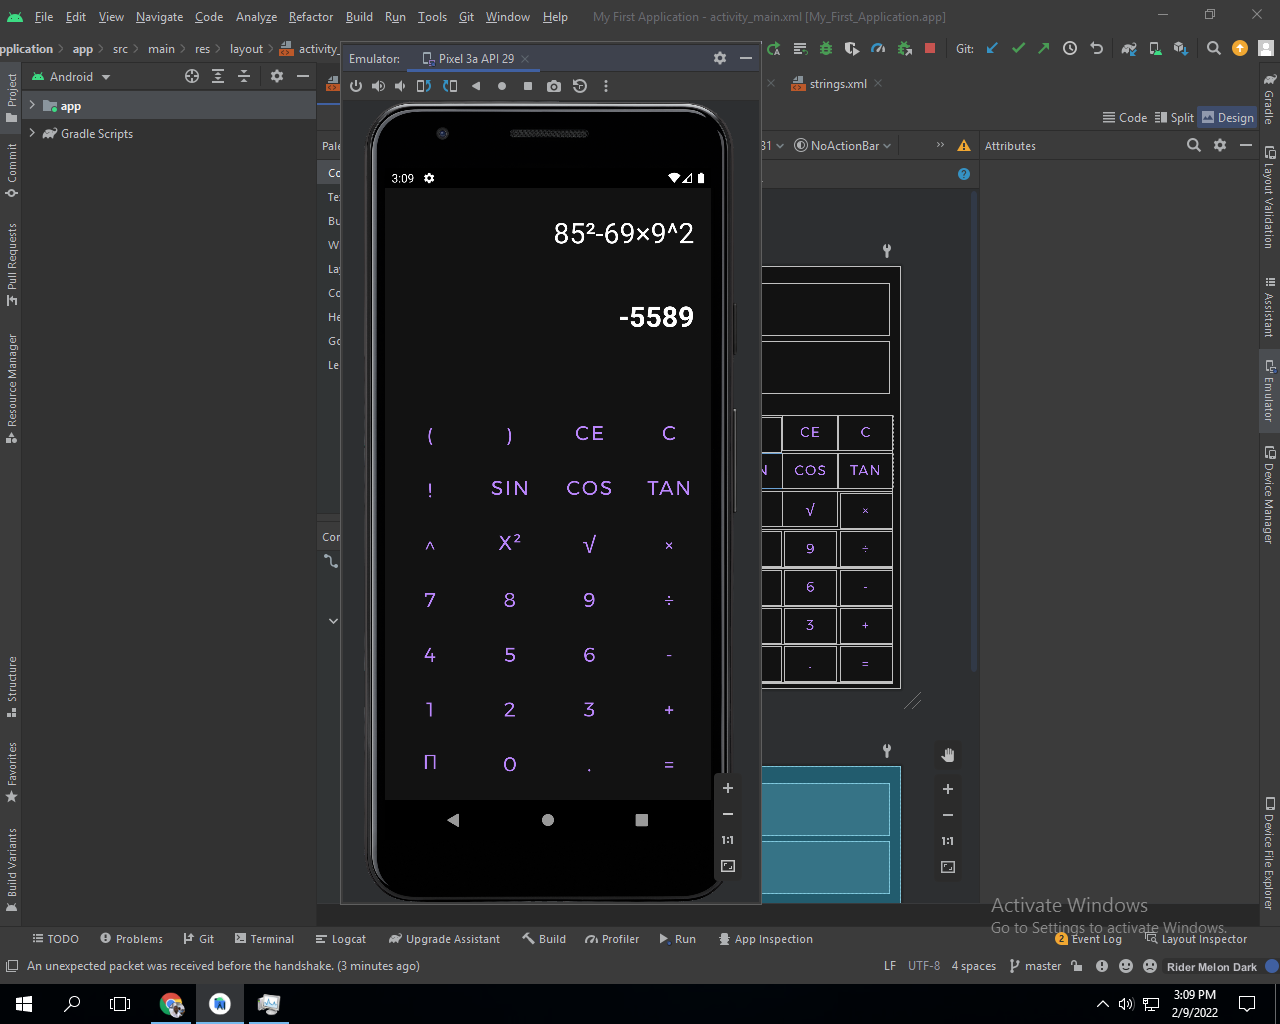 File Edit View Navigate Code Analyze Refactor Build Run Tools Git Window Help My First Application - activity_main.xml [My_First_Application.app]
pplication app src main res layout activity_ Git:
Emulator: Pixel 3a API 29
Android
strings.xml
app
Gradle Scripts
Code Split Design
Pale
31 NoActionBar
Attributes
Co
Te
Bu
W
La
Co
He
Go
Le
Cor
3:09
85²-69×9^2
-5589
( ) CE C
! SIN COS TAN
^ X² √ ×
7 8 9 ÷
4 5 6 -
1 2 3 +
Π 0 . =
CE C
N COS TAN
√ ×
9 ÷
6 -
3 +
. =
1:1
1:1
Project
Commit
Pull Requests
Resource Manager
Structure
Favorites
Build Variants
Gradle
Layout Validation
Assistant
Emulator
Device Manager
Device File Explorer
Activate Windows
Go to Settings to activate Windows.
TODO Problems Git Terminal Logcat Upgrade Assistant Build Profiler Run App Inspection 2 Event Log Layout Inspector
An unexpected packet was received before the handshake. (3 minutes ago) LF UTF-8 4 spaces master Rider Melon Dark
3:09 PM
2/9/2022